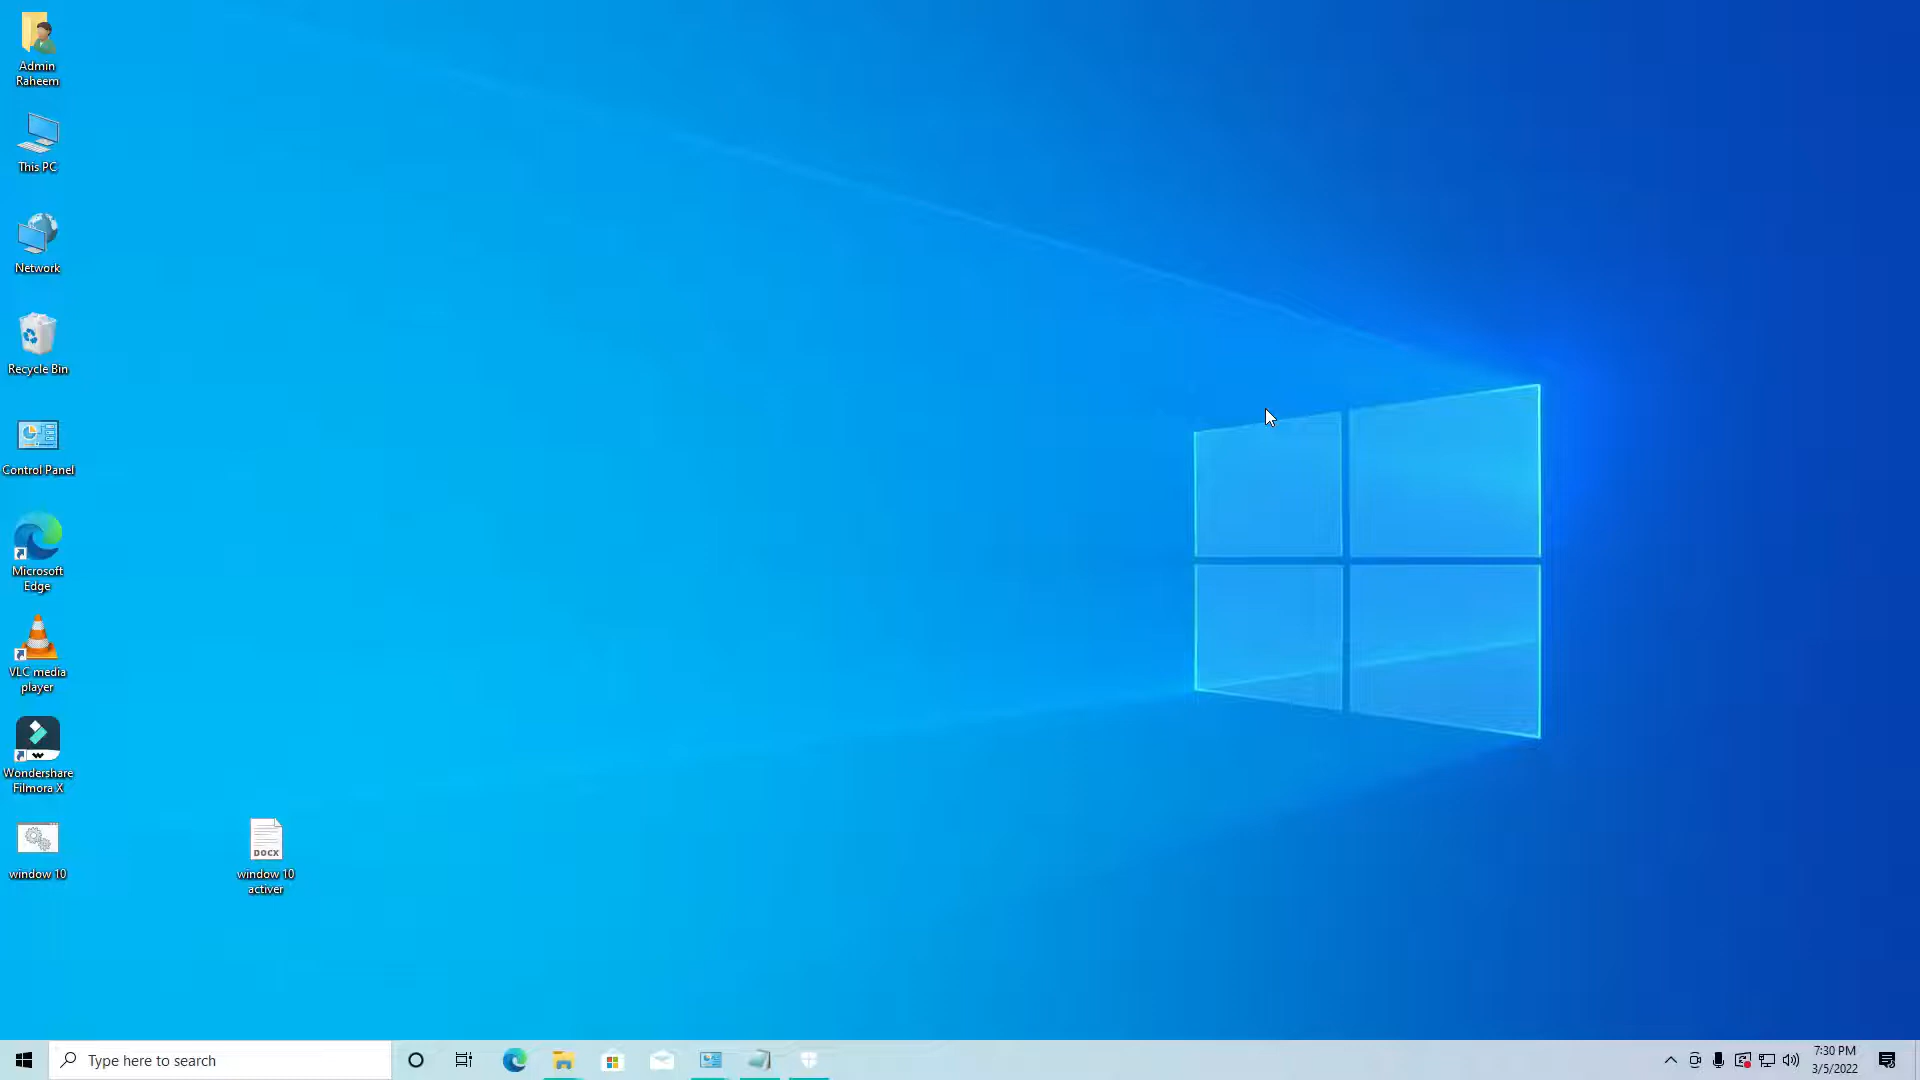 Admin
Raheem
This PC
Network
Recycle Bin
Control Panel
Microsoft
Edge
VLC media
player
Wondershare
Filmora X
window 10
DOCX
window 10
activer
Type here to search
7:30 PM
3/5/2022